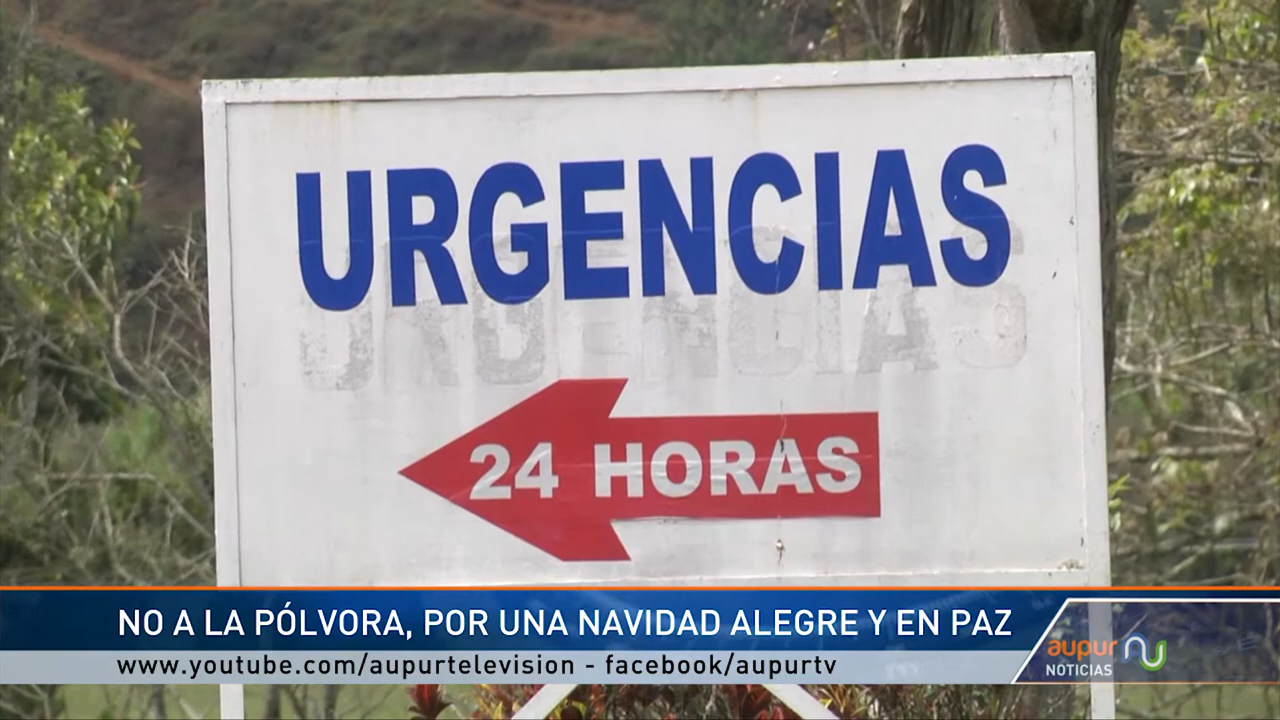 URGENCIAS
URGENCIAS
24 HORAS
NO A LA PÓLVORA, POR UNA NAVIDAD ALEGRE Y EN PAZ
www.youtube.com/aupurtelevision - facebook/aupurtv
aupur
NOTICIAS